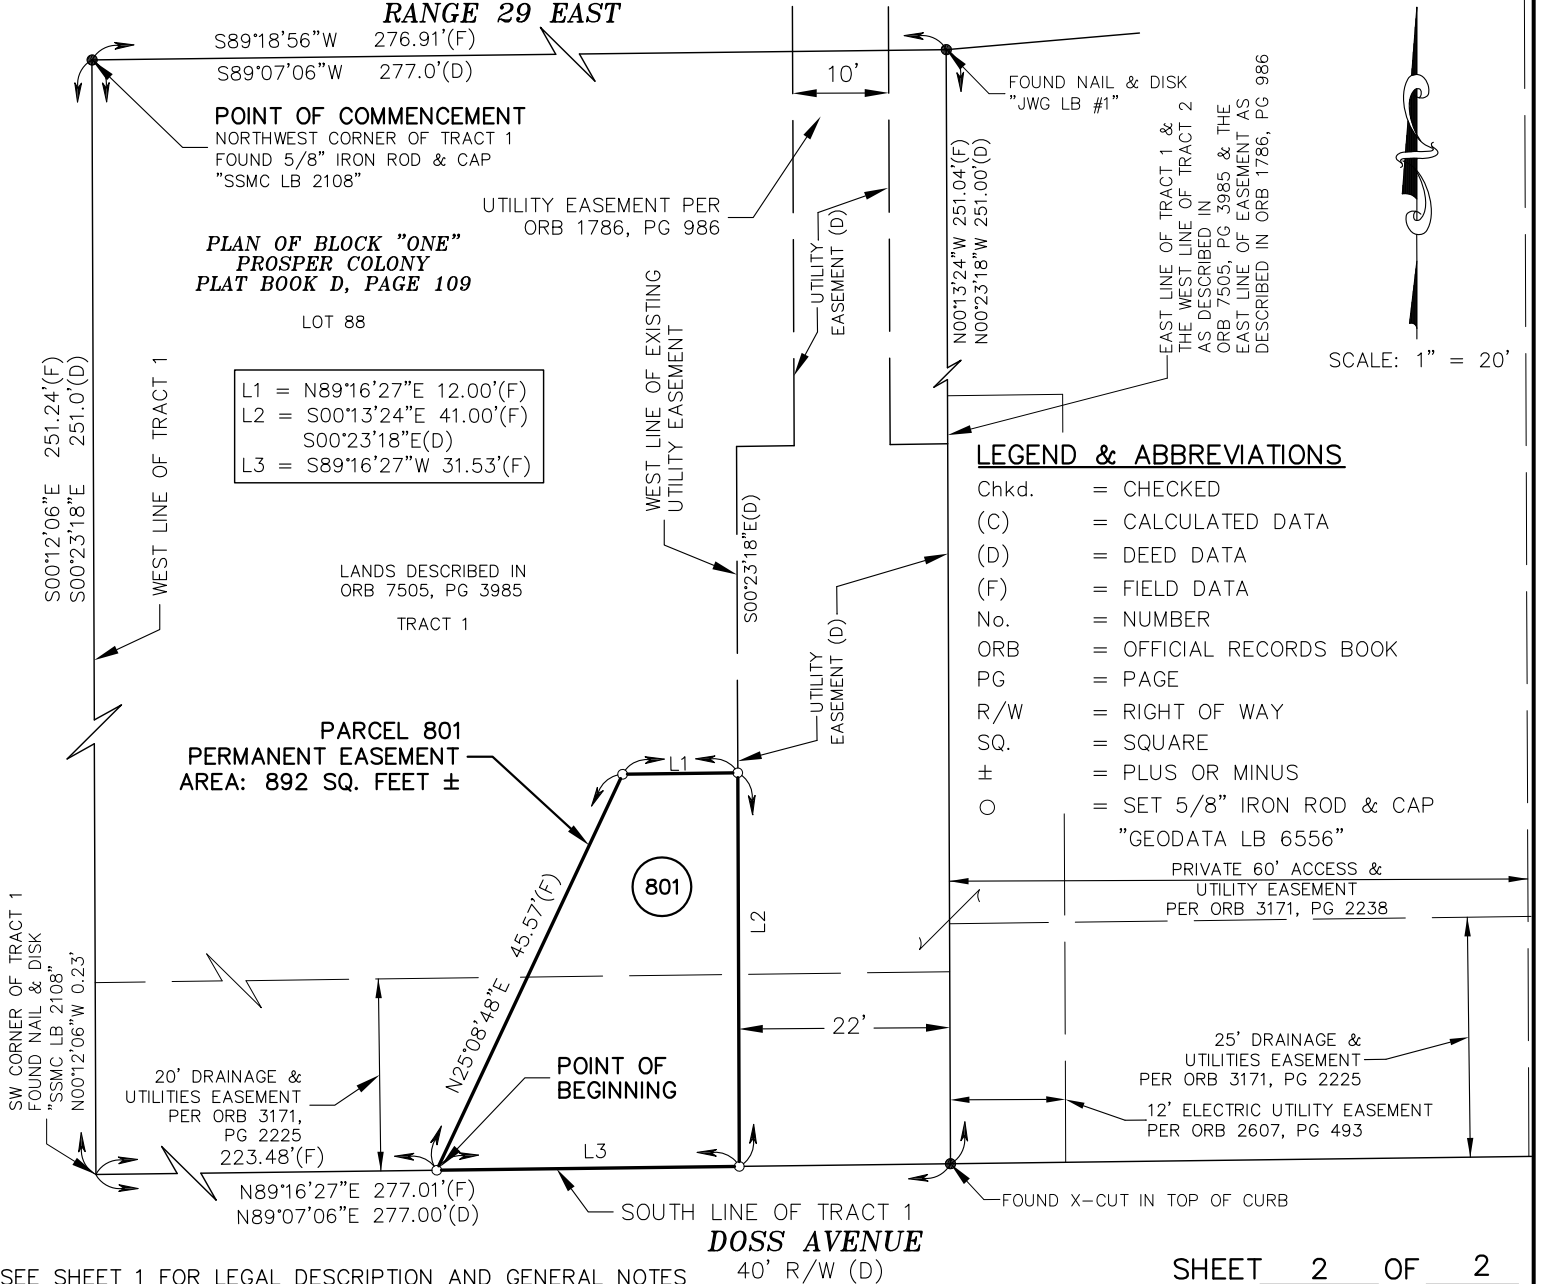 RANGE 29 EAST
S89°18'56"W 276.91'(F)
S89°07'06"W 277.0'(D)
POINT OF COMMENCEMENT
NORTHWEST CORNER OF TRACT 1
FOUND 5/8" IRON ROD & CAP
"SSMC LB 2108"
10'
FOUND NAIL & DISK
"JWG LB #1"
UTILITY EASEMENT PER
ORB 1786, PG 986
UTILITY
EASEMENT (D)
N00°13'24"W 251.04'(F)
N00°23'18"W 251.00'(D)
EAST LINE OF TRACT 1 &
THE WEST LINE OF TRACT 2
AS DESCRIBED IN
ORB 7505, PG 3985 & THE
EAST LINE OF EASEMENT AS
DESCRIBED IN ORB 1786, PG 986
SCALE: 1" = 20'
PLAN OF BLOCK "ONE"
PROSPER COLONY
PLAT BOOK D, PAGE 109
LOT 88
S00°12'06"E 251.24'(F)
S00°23'18"E 251.0'(D)
WEST LINE OF TRACT 1
L1 = N89°16'27"E 12.00'(F)
L2 = S00°13'24"E 41.00'(F)
S00°23'18"E(D)
L3 = S89°16'27"W 31.53'(F)
WEST LINE OF EXISTING
UTILITY EASEMENT
S00°23'18"E(D)
LANDS DESCRIBED IN
ORB 7505, PG 3985
TRACT 1
UTILITY
EASEMENT (D)
LEGEND & ABBREVIATIONS
Chkd. = CHECKED
(C) = CALCULATED DATA
(D) = DEED DATA
(F) = FIELD DATA
No. = NUMBER
ORB = OFFICIAL RECORDS BOOK
PG = PAGE
R/W = RIGHT OF WAY
SQ. = SQUARE
± = PLUS OR MINUS
○ = SET 5/8" IRON ROD & CAP
"GEODATA LB 6556"
PARCEL 801
PERMANENT EASEMENT
AREA: 892 SQ. FEET ±
L1
801
L2
N25°08'48"E 45.57'(F)
PRIVATE 60' ACCESS &
UTILITY EASEMENT
PER ORB 3171, PG 2238
22'
SW CORNER OF TRACT 1
FOUND NAIL & DISK
"SSMC LB 2108"
N00°12'06"W 0.23'
20' DRAINAGE &
UTILITIES EASEMENT
PER ORB 3171,
PG 2225
POINT OF
BEGINNING
25' DRAINAGE &
UTILITIES EASEMENT
PER ORB 3171, PG 2225
12' ELECTRIC UTILITY EASEMENT
PER ORB 2607, PG 493
223.48'(F)
L3
N89°16'27"E 277.01'(F)
N89°07'06"E 277.00'(D)
FOUND X-CUT IN TOP OF CURB
SOUTH LINE OF TRACT 1
DOSS AVENUE
40' R/W (D)
SEE SHEET 1 FOR LEGAL DESCRIPTION AND GENERAL NOTES
SHEET 2 OF 2